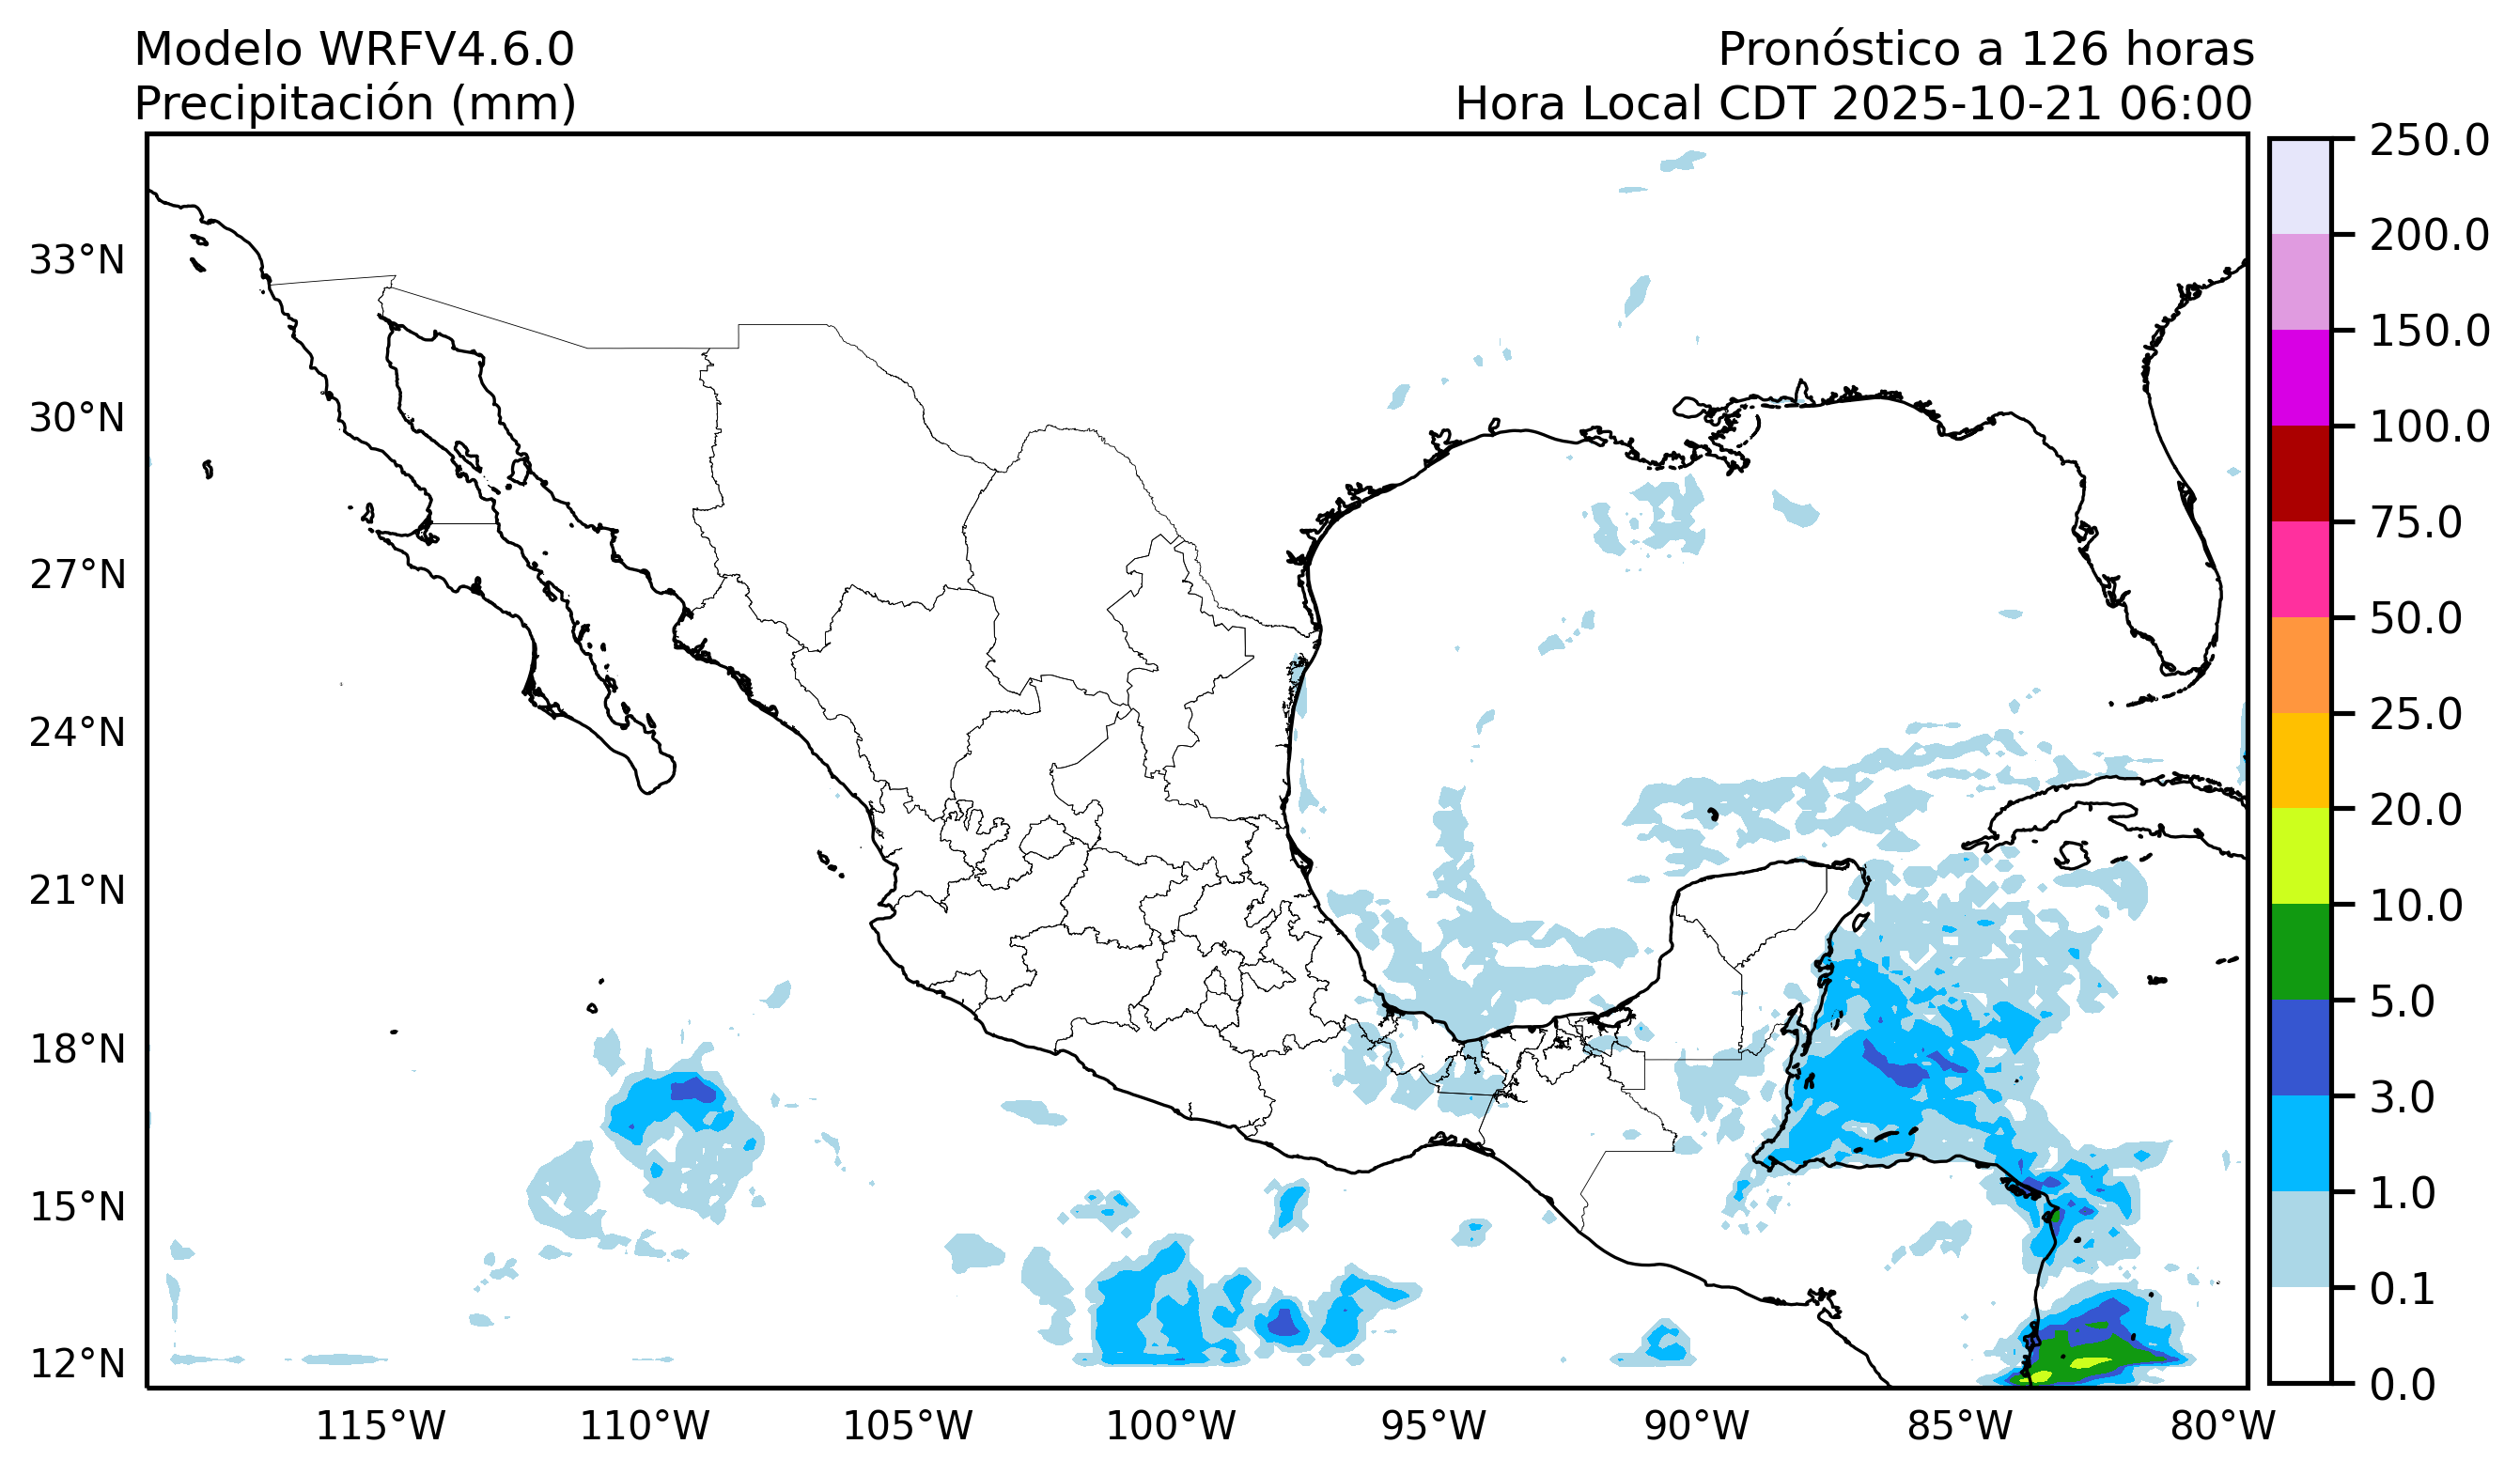 Modelo WRFV4.6.0
Precipitación (mm)
Pronóstico a 126 horas
Hora Local CDT 2025-10-21 06:00
33°N
30°N
27°N
24°N
21°N
18°N
15°N
12°N
115°W
110°W
105°W
100°W
95°W
90°W
85°W
80°W
250.0
200.0
150.0
100.0
75.0
50.0
25.0
20.0
10.0
5.0
3.0
1.0
0.1
0.0